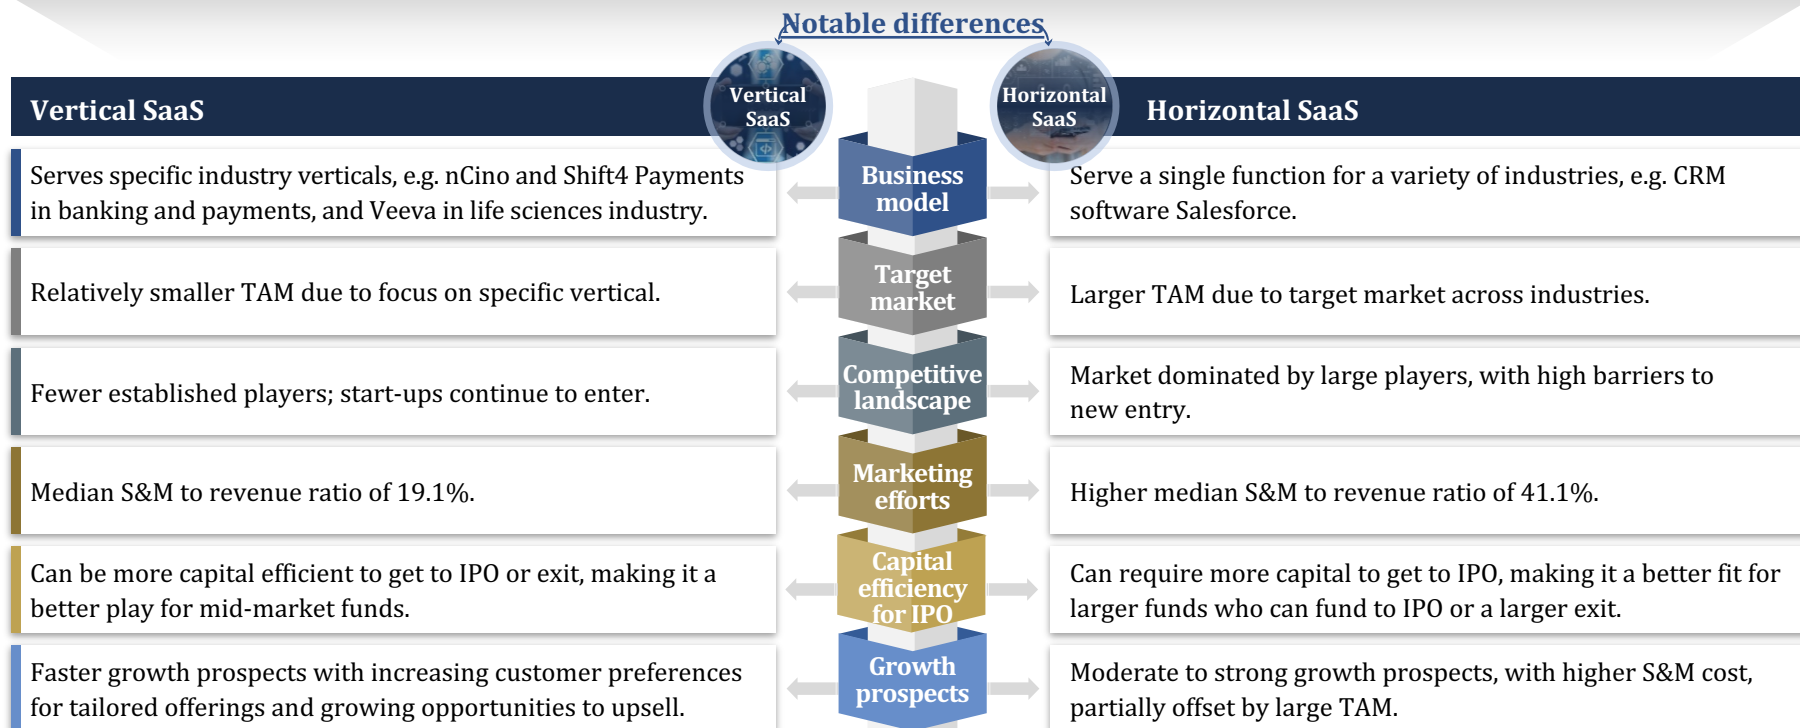 Notable differences
Vertical SaaS
Vertical
SaaS
Horizontal
SaaS
Horizontal SaaS
Serves specific industry verticals, e.g. nCino and Shift4 Payments
in banking and payments, and Veeva in life sciences industry.
Business
model
Serve a single function for a variety of industries, e.g. CRM
software Salesforce.
Relatively smaller TAM due to focus on specific vertical.
Target
market
Larger TAM due to target market across industries.
Fewer established players; start-ups continue to enter.
Competitive
landscape
Market dominated by large players, with high barriers to
new entry.
Median S&M to revenue ratio of 19.1%.
Marketing
efforts
Higher median S&M to revenue ratio of 41.1%.
Can be more capital efficient to get to IPO or exit, making it a
better play for mid-market funds.
Capital
efficiency
for IPO
Can require more capital to get to IPO, making it a better fit for
larger funds who can fund to IPO or a larger exit.
Faster growth prospects with increasing customer preferences
for tailored offerings and growing opportunities to upsell.
Growth
prospects
Moderate to strong growth prospects, with higher S&M cost,
partially offset by large TAM.